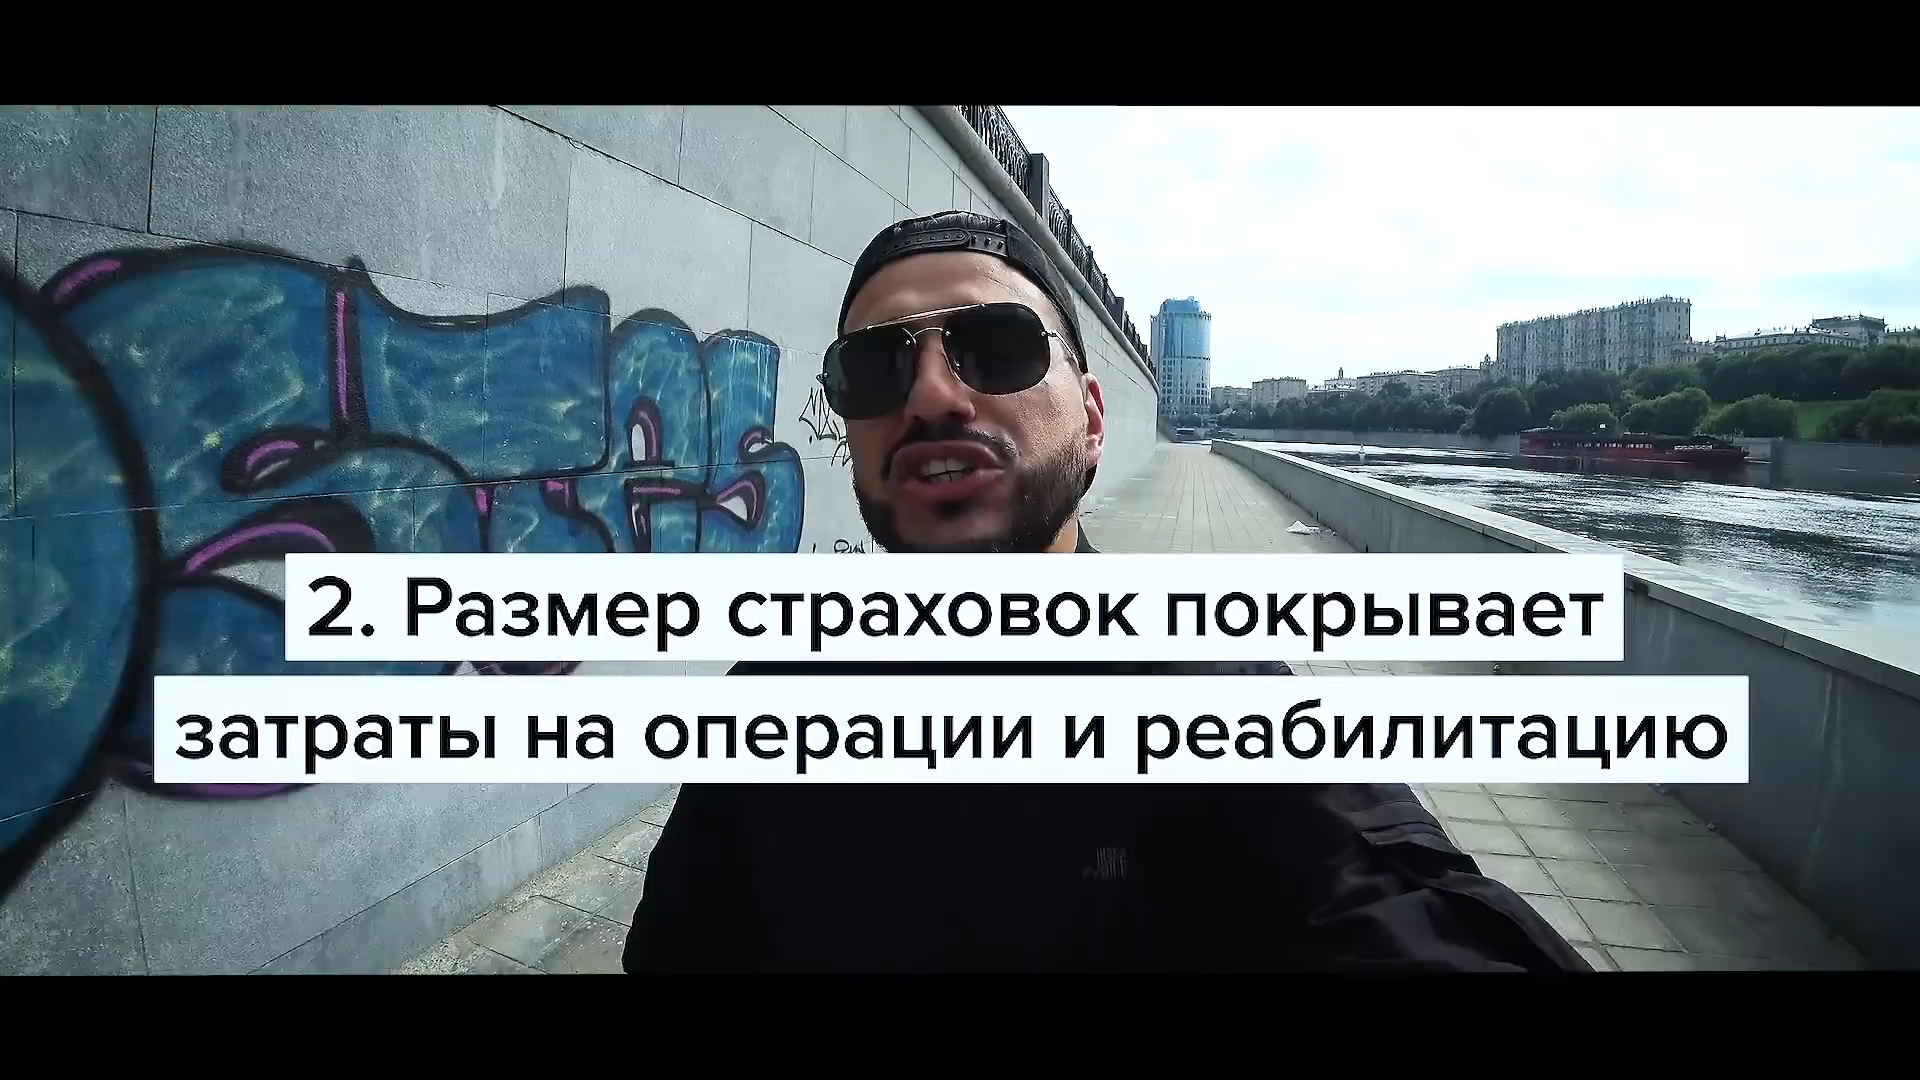 2. Размер страховок покрывает
затраты на операции и реабилитацию